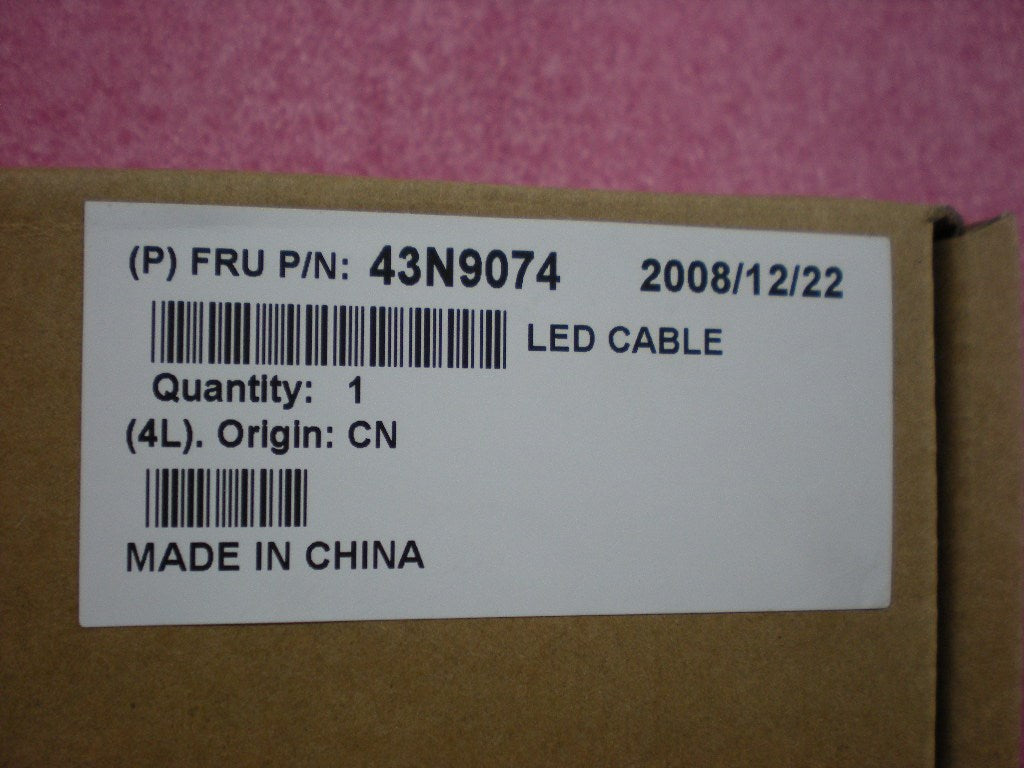 (P) FRU P/N: 43N9074 2008/12/22
LED CABLE
Quantity: 1
(4L). Origin: CN
MADE IN CHINA